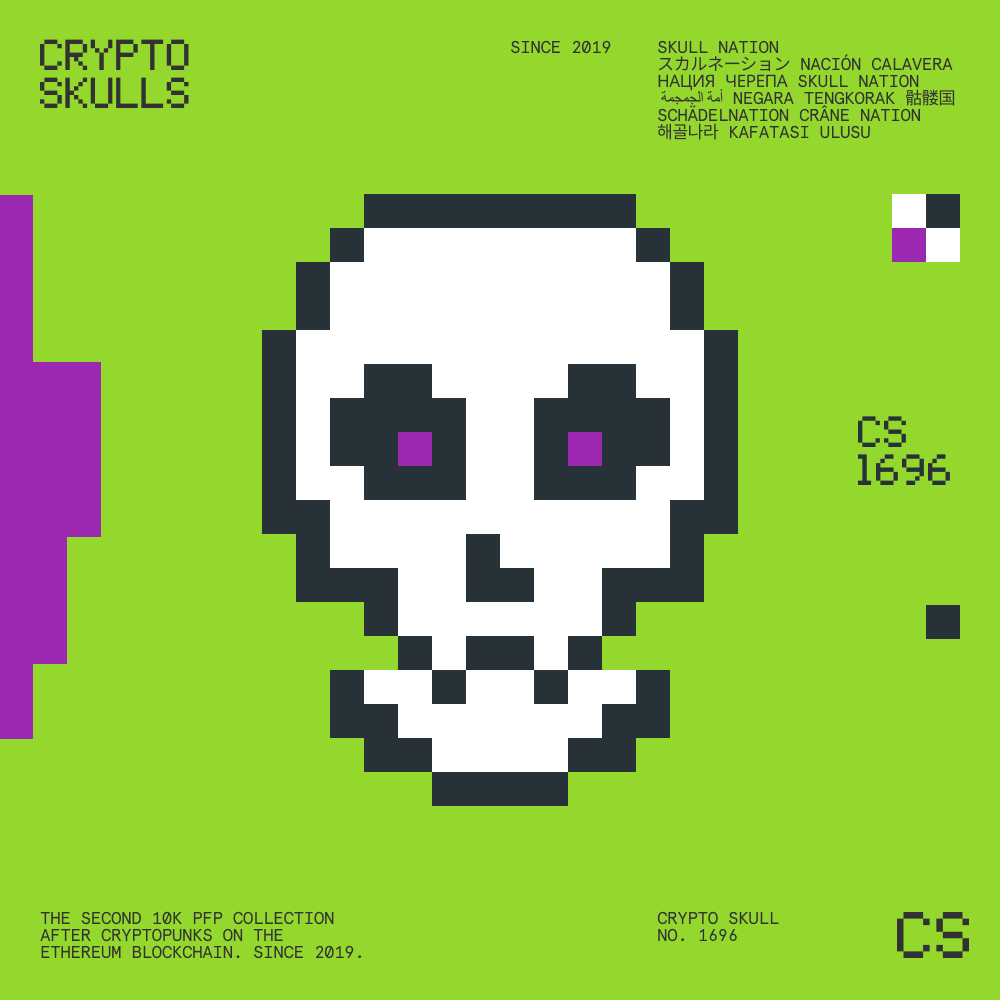 CRYPTO
SKULLS
SINCE 2019
SKULL NATION
スカルネーション NACIÓN CALAVERA
НАЦИЯ ЧЕРЕПА SKULL NATION
أمة الجمجمة NEGARA TENGKORAK 骷髅国
SCHÄDELNATION CRÂNE NATION
해골나라 KAFATASI ULUSU
CS
1696
THE SECOND 10K PFP COLLECTION
AFTER CRYPTOPUNKS ON THE
ETHEREUM BLOCKCHAIN. SINCE 2019.
CRYPTO SKULL
NO. 1696
CS